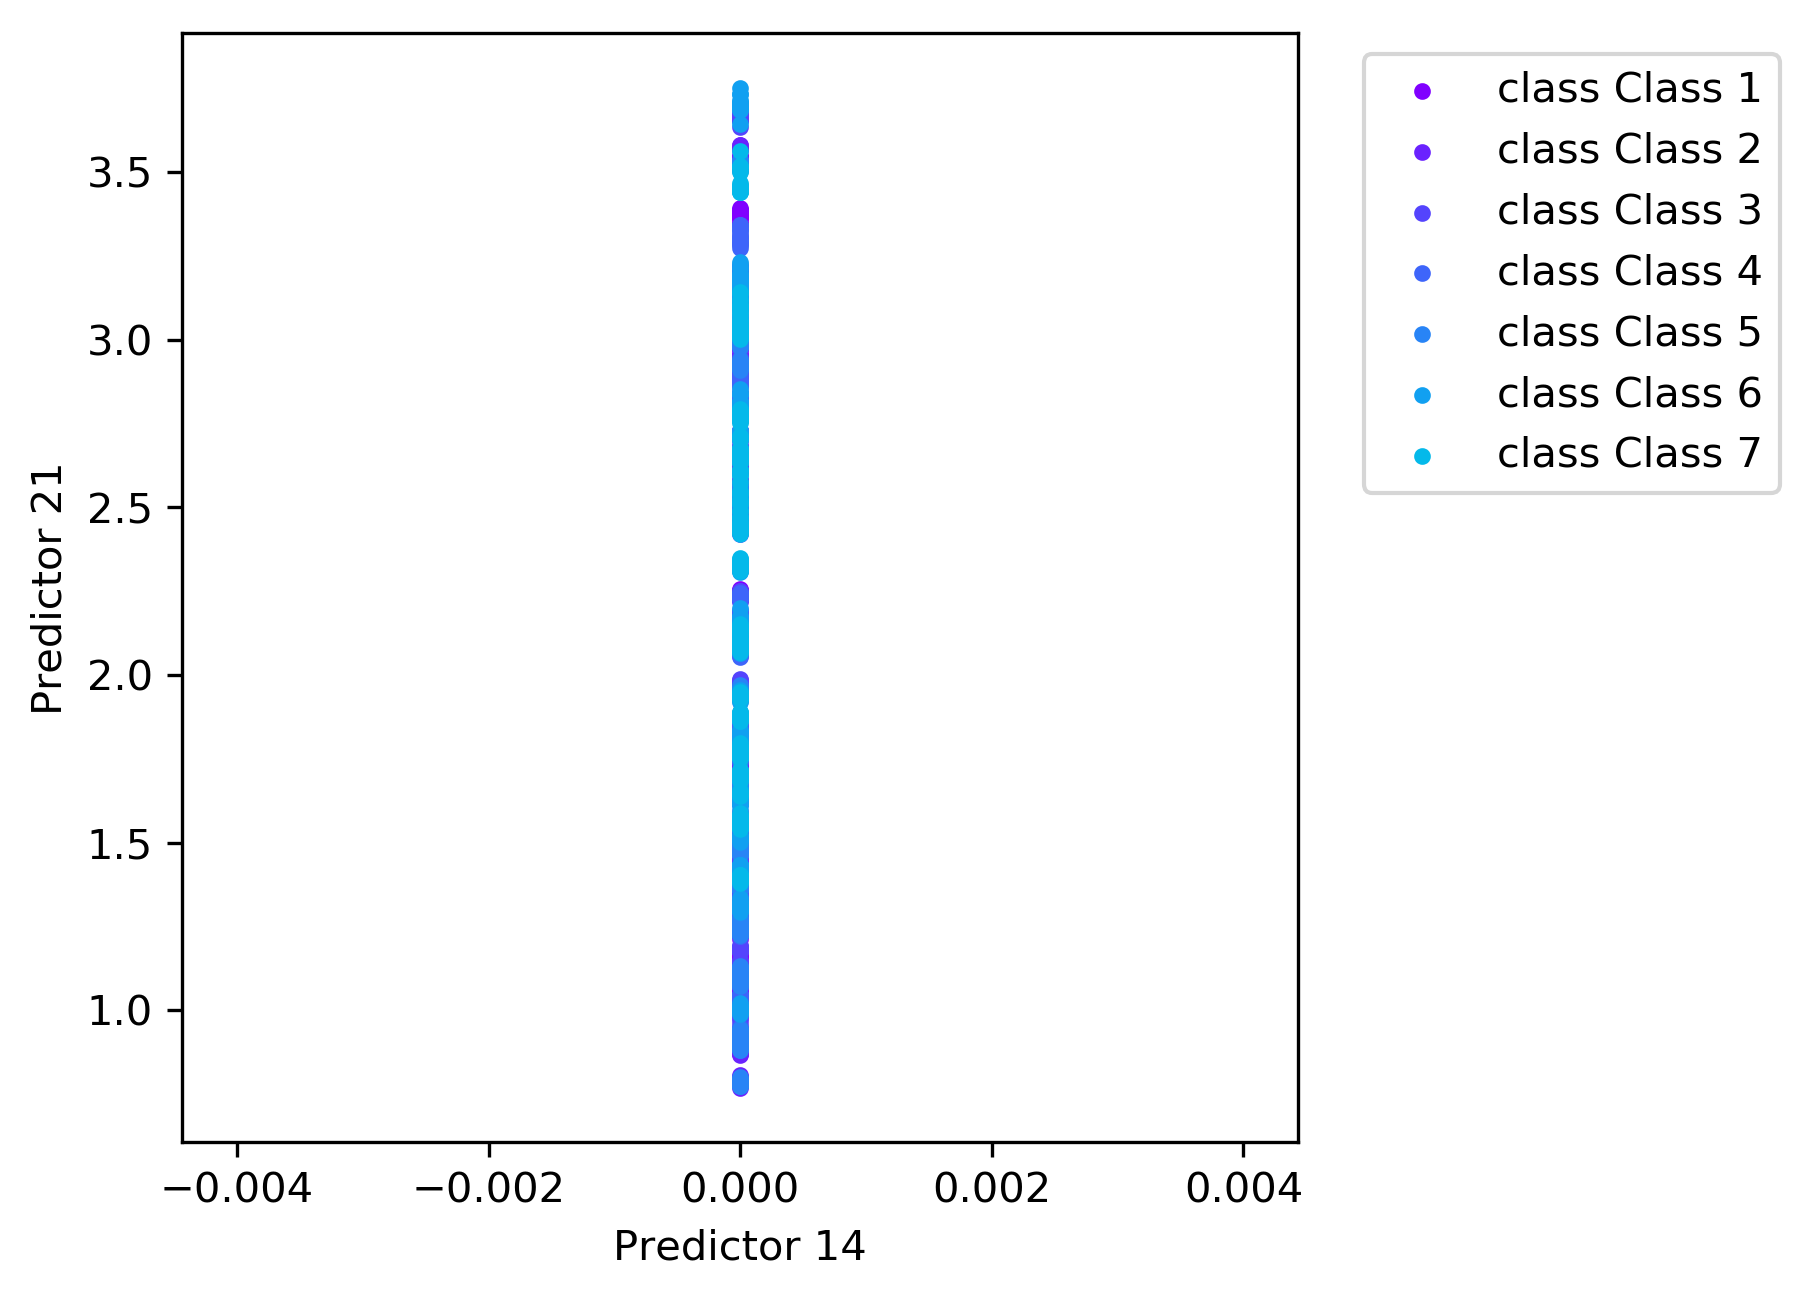 class Class 1
class Class 2
class Class 3
class Class 4
class Class 5
class Class 6
class Class 7
3.5
3.0
2.5
2.0
1.5
1.0
Predictor 21
−0.004 −0.002 0.000 0.002 0.004
Predictor 14